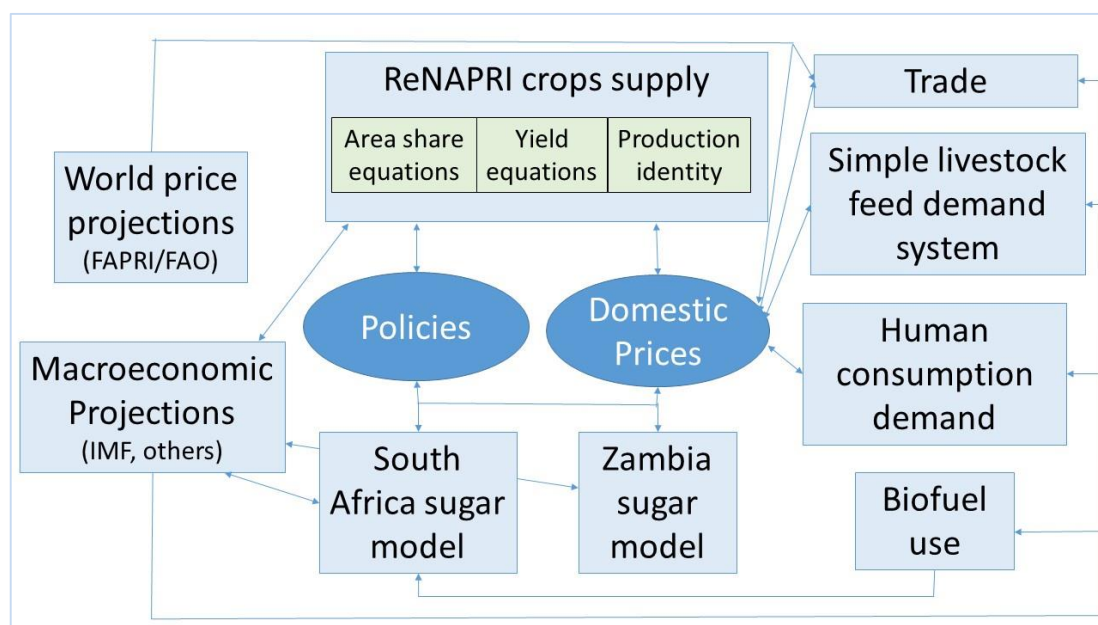 ReNAPRI crops supply
Area share
equations
Yield
equations
Production
identity
Trade
World price
projections
(FAPRI/FAO)
Simple livestock
feed demand
system
Policies
Domestic
Prices
Human
consumption
demand
Macroeconomic
Projections
(IMF, others)
South
Africa sugar
model
Zambia
sugar
model
Biofuel
use